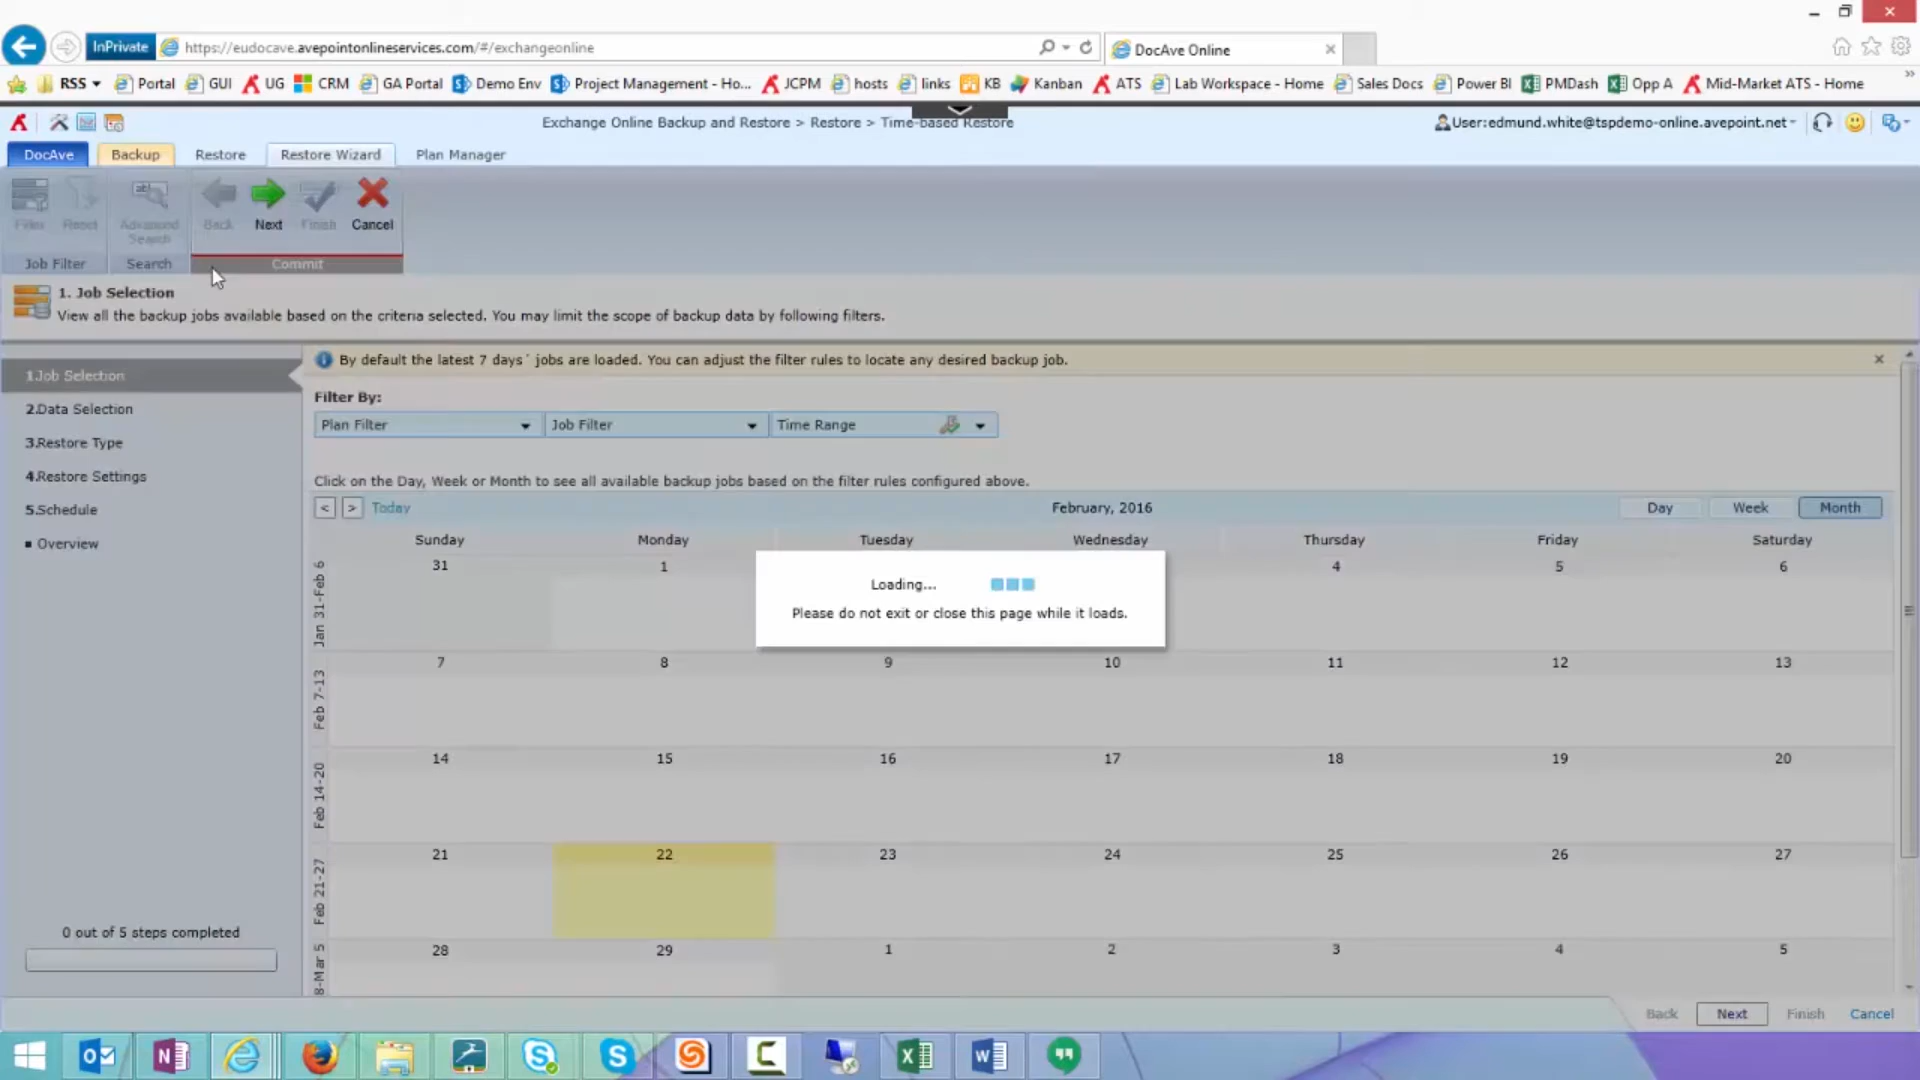 InPrivate https://eudocave.avepointonlineservices.com/#/exchangeonline DocAve Online
RSS Portal GUI UG CRM GA Portal Demo Env Project Management - Ho... JCPM hosts links KB Kanban ATS Lab Workspace - Home Sales Docs Power BI PMDash Opp A Mid-Market ATS - Home
Exchange Online Backup and Restore > Restore > Time-based Restore User:edmund.white@tspdemo-online.avepoint.net
DocAve Backup Restore Restore Wizard Plan Manager
Filter Reset Advanced Search Back Next Finish Cancel
Job Filter Search Commit
1. Job Selection
View all the backup jobs available based on the criteria selected. You may limit the scope of backup data by following filters.
1.Job Selection
2.Data Selection
3.Restore Type
4.Restore Settings
5.Schedule
Overview
0 out of 5 steps completed
By default the latest 7 days´ jobs are loaded. You can adjust the filter rules to locate any desired backup job.
Filter By:
Plan Filter Job Filter Time Range
Click on the Day, Week or Month to see all available backup jobs based on the filter rules configured above.
< > Today February, 2016 Day Week Month
Sunday Monday Tuesday Wednesday Thursday Friday Saturday
Jan 31-Feb 6 31 1 4 5 6
Loading...
Please do not exit or close this page while it loads.
Feb 7-13 7 8 9 10 11 12 13
Feb 14-20 14 15 16 17 18 19 20
Feb 21-27 21 22 23 24 25 26 27
8-Mar 5 28 29 1 2 3 4 5
Back Next Finish Cancel